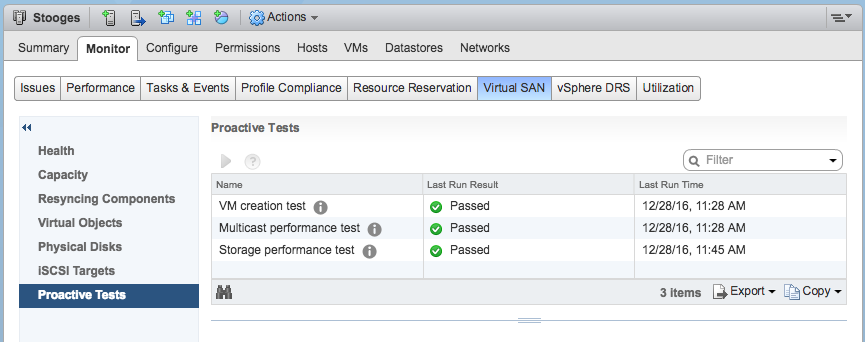 Stooges Actions
Summary Monitor Configure Permissions Hosts VMs Datastores Networks
Issues Performance Tasks & Events Profile Compliance Resource Reservation Virtual SAN vSphere DRS Utilization
Health
Capacity
Resyncing Components
Virtual Objects
Physical Disks
iSCSI Targets
Proactive Tests
Proactive Tests
Filter
Name Last Run Result Last Run Time
VM creation test Passed 12/28/16, 11:28 AM
Multicast performance test Passed 12/28/16, 11:28 AM
Storage performance test Passed 12/28/16, 11:45 AM
3 items Export Copy